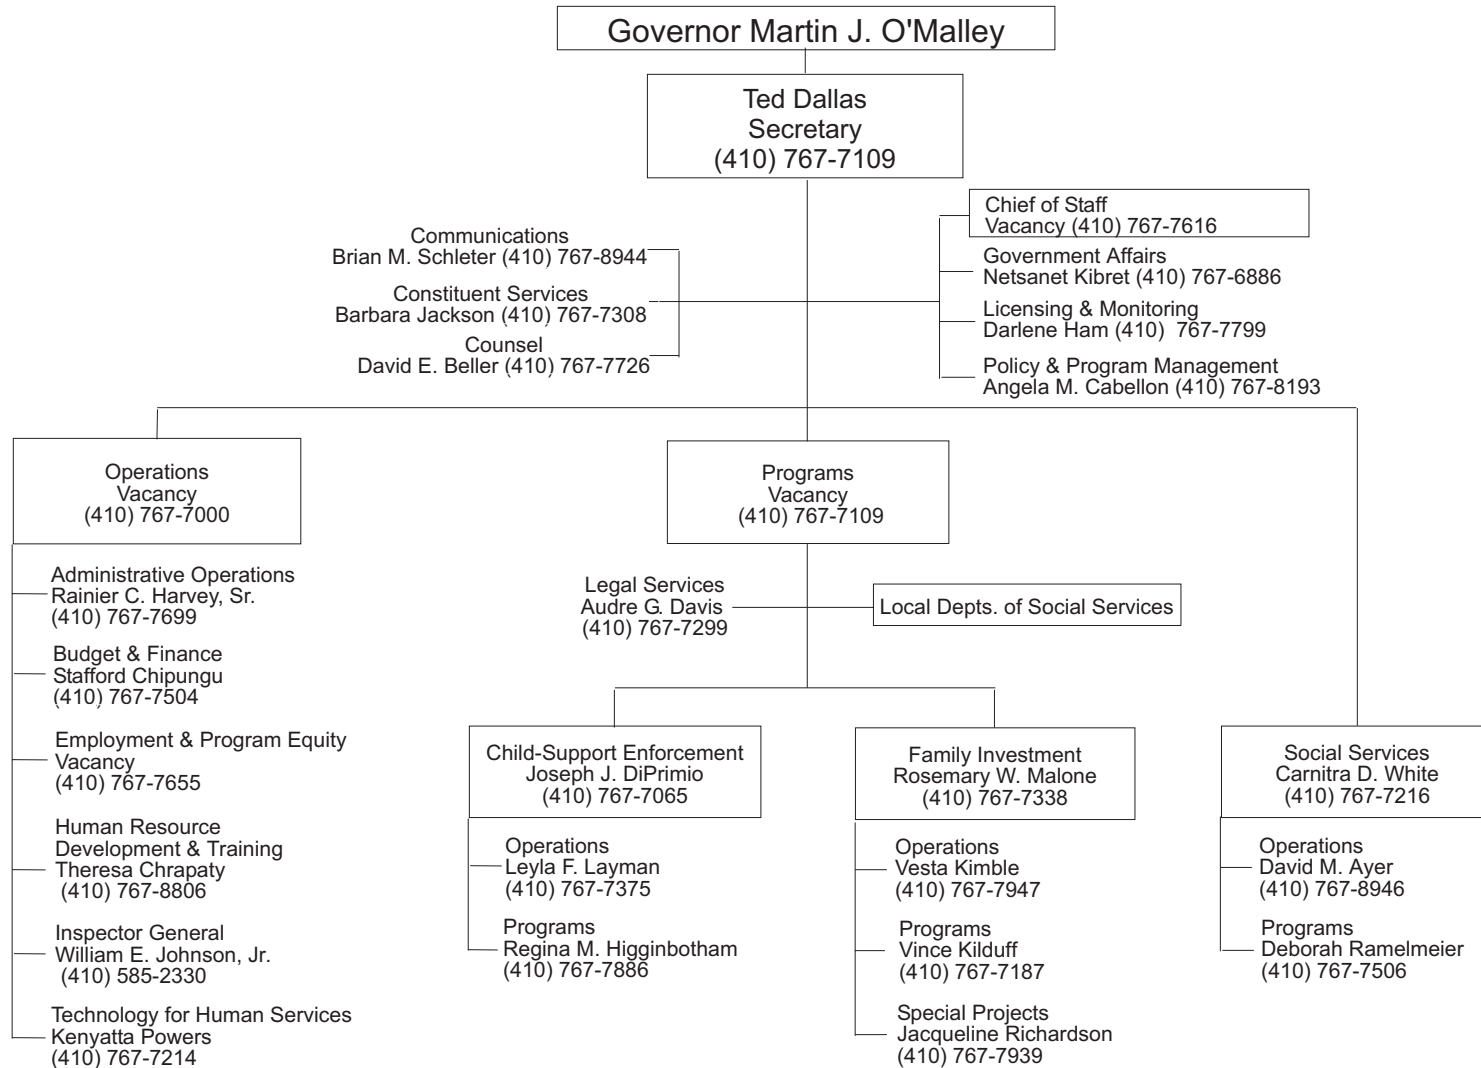 Governor Martin J. O'Malley
Ted Dallas
Secretary
(410) 767-7109
Communications
Brian M. Schleter (410) 767-8944
Constituent Services
Barbara Jackson (410) 767-7308
Counsel
David E. Beller (410) 767-7726
Chief of Staff
Vacancy (410) 767-7616
Government Affairs
Netsanet Kibret (410) 767-6886
Licensing & Monitoring
Darlene Ham (410) 767-7799
Policy & Program Management
Angela M. Cabellon (410) 767-8193
Operations
Vacancy
(410) 767-7000
Administrative Operations
Rainier C. Harvey, Sr.
(410) 767-7699
Budget & Finance
Stafford Chipungu
(410) 767-7504
Employment & Program Equity
Vacancy
(410) 767-7655
Human Resource
Development & Training
Theresa Chrapaty
(410) 767-8806
Inspector General
William E. Johnson, Jr.
(410) 585-2330
Technology for Human Services
Kenyatta Powers
(410) 767-7214
Programs
Vacancy
(410) 767-7109
Legal Services
Audre G. Davis
(410) 767-7299
Local Depts. of Social Services
Child-Support Enforcement
Joseph J. DiPrimio
(410) 767-7065
Operations
Leyla F. Layman
(410) 767-7375
Programs
Regina M. Higginbotham
(410) 767-7886
Family Investment
Rosemary W. Malone
(410) 767-7338
Operations
Vesta Kimble
(410) 767-7947
Programs
Vince Kilduff
(410) 767-7187
Special Projects
Jacqueline Richardson
(410) 767-7939
Social Services
Carnitra D. White
(410) 767-7216
Operations
David M. Ayer
(410) 767-8946
Programs
Deborah Ramelmeier
(410) 767-7506